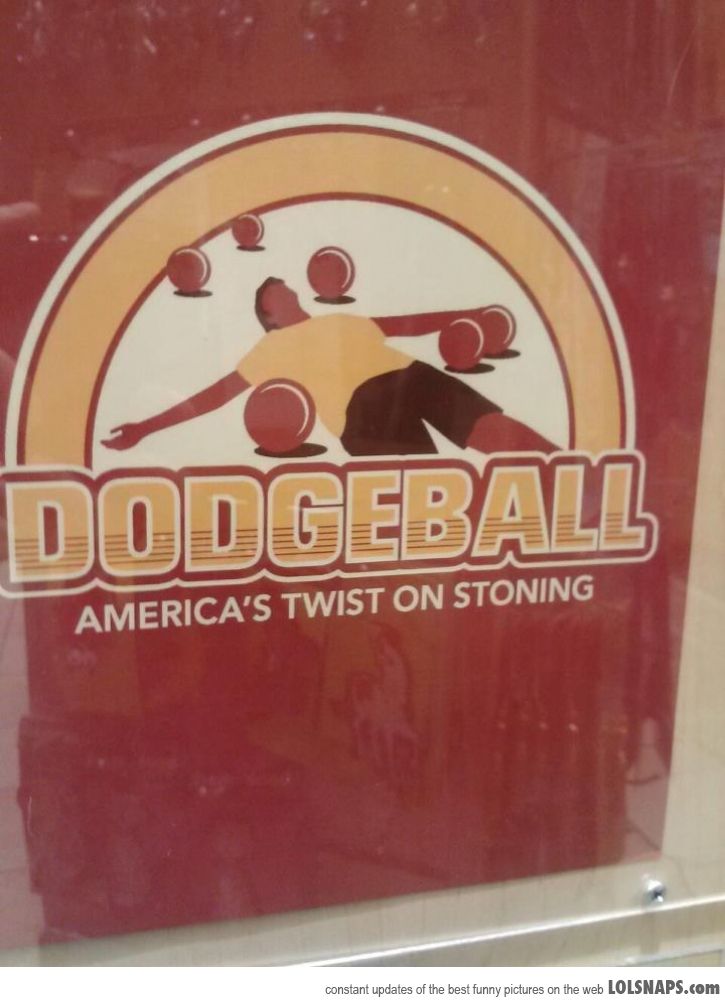 DODGEBALL
AMERICA'S TWIST ON STONING
constant updates of the best funny pictures on the web LOLSNAPS.com